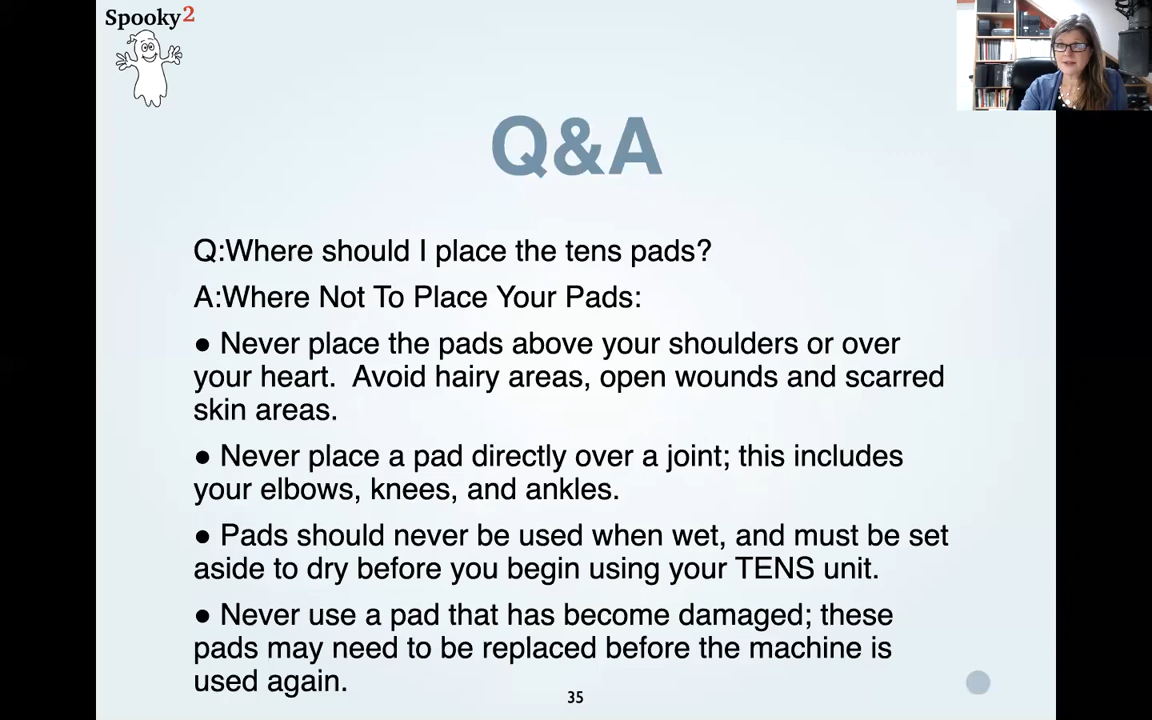 Spooky2
Q&A
Q:Where should I place the tens pads?
A:Where Not To Place Your Pads:
● Never place the pads above your shoulders or over
your heart.  Avoid hairy areas, open wounds and scarred
skin areas.
● Never place a pad directly over a joint; this includes
your elbows, knees, and ankles.
● Pads should never be used when wet, and must be set
aside to dry before you begin using your TENS unit.
● Never use a pad that has become damaged; these
pads may need to be replaced before the machine is
used again.
35